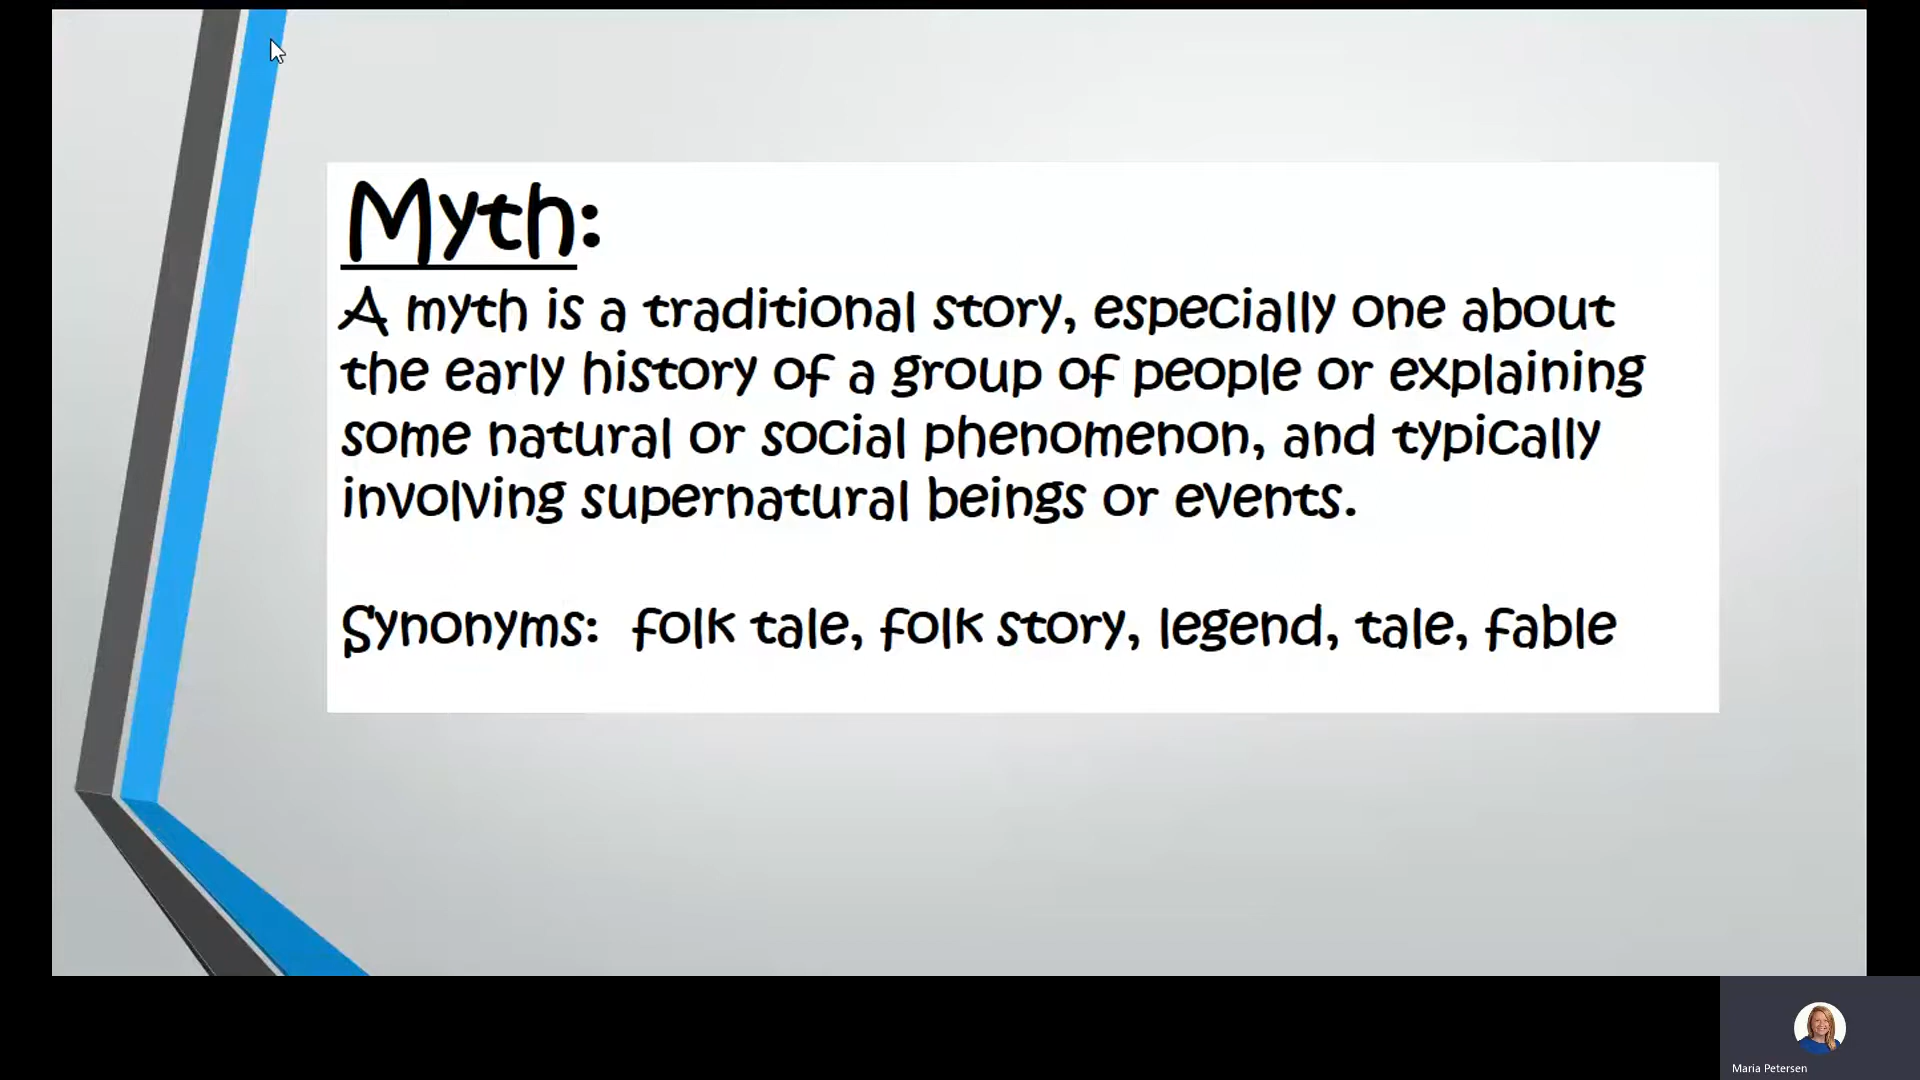 Myth:
A myth is a traditional story, especially one about
the early history of a group of people or explaining
some natural or social phenomenon, and typically
involving supernatural beings or events.
Synonyms: folk tale, folk story, legend, tale, fable
Maria Petersen